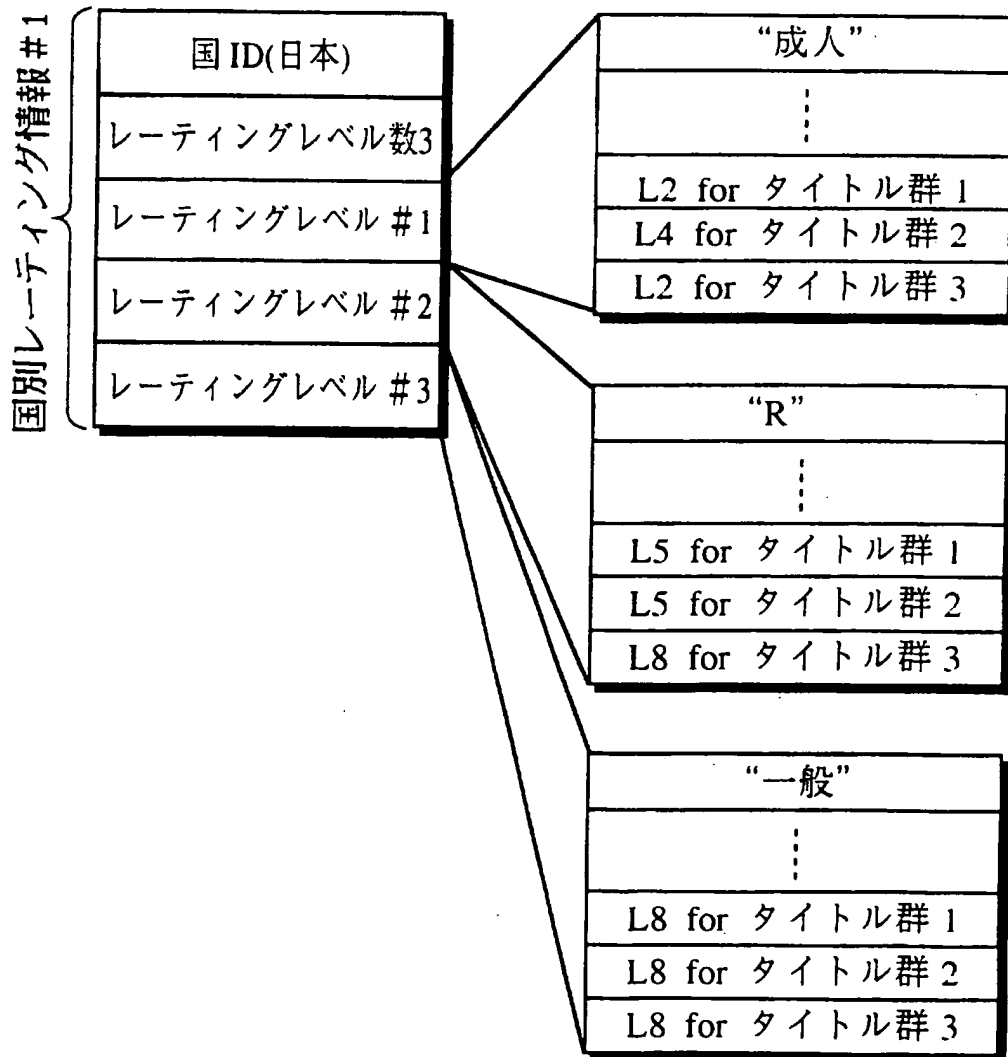 国別レーティング情報#1
国ID(日本)
レーティングレベル数3
レーティングレベル #1
レーティングレベル #2
レーティングレベル #3
“成人”
L2 for タイトル群 1
L4 for タイトル群 2
L2 for タイトル群 3
“R”
L5 for タイトル群 1
L5 for タイトル群 2
L8 for タイトル群 3
“一般”
L8 for タイトル群 1
L8 for タイトル群 2
L8 for タイトル群 3